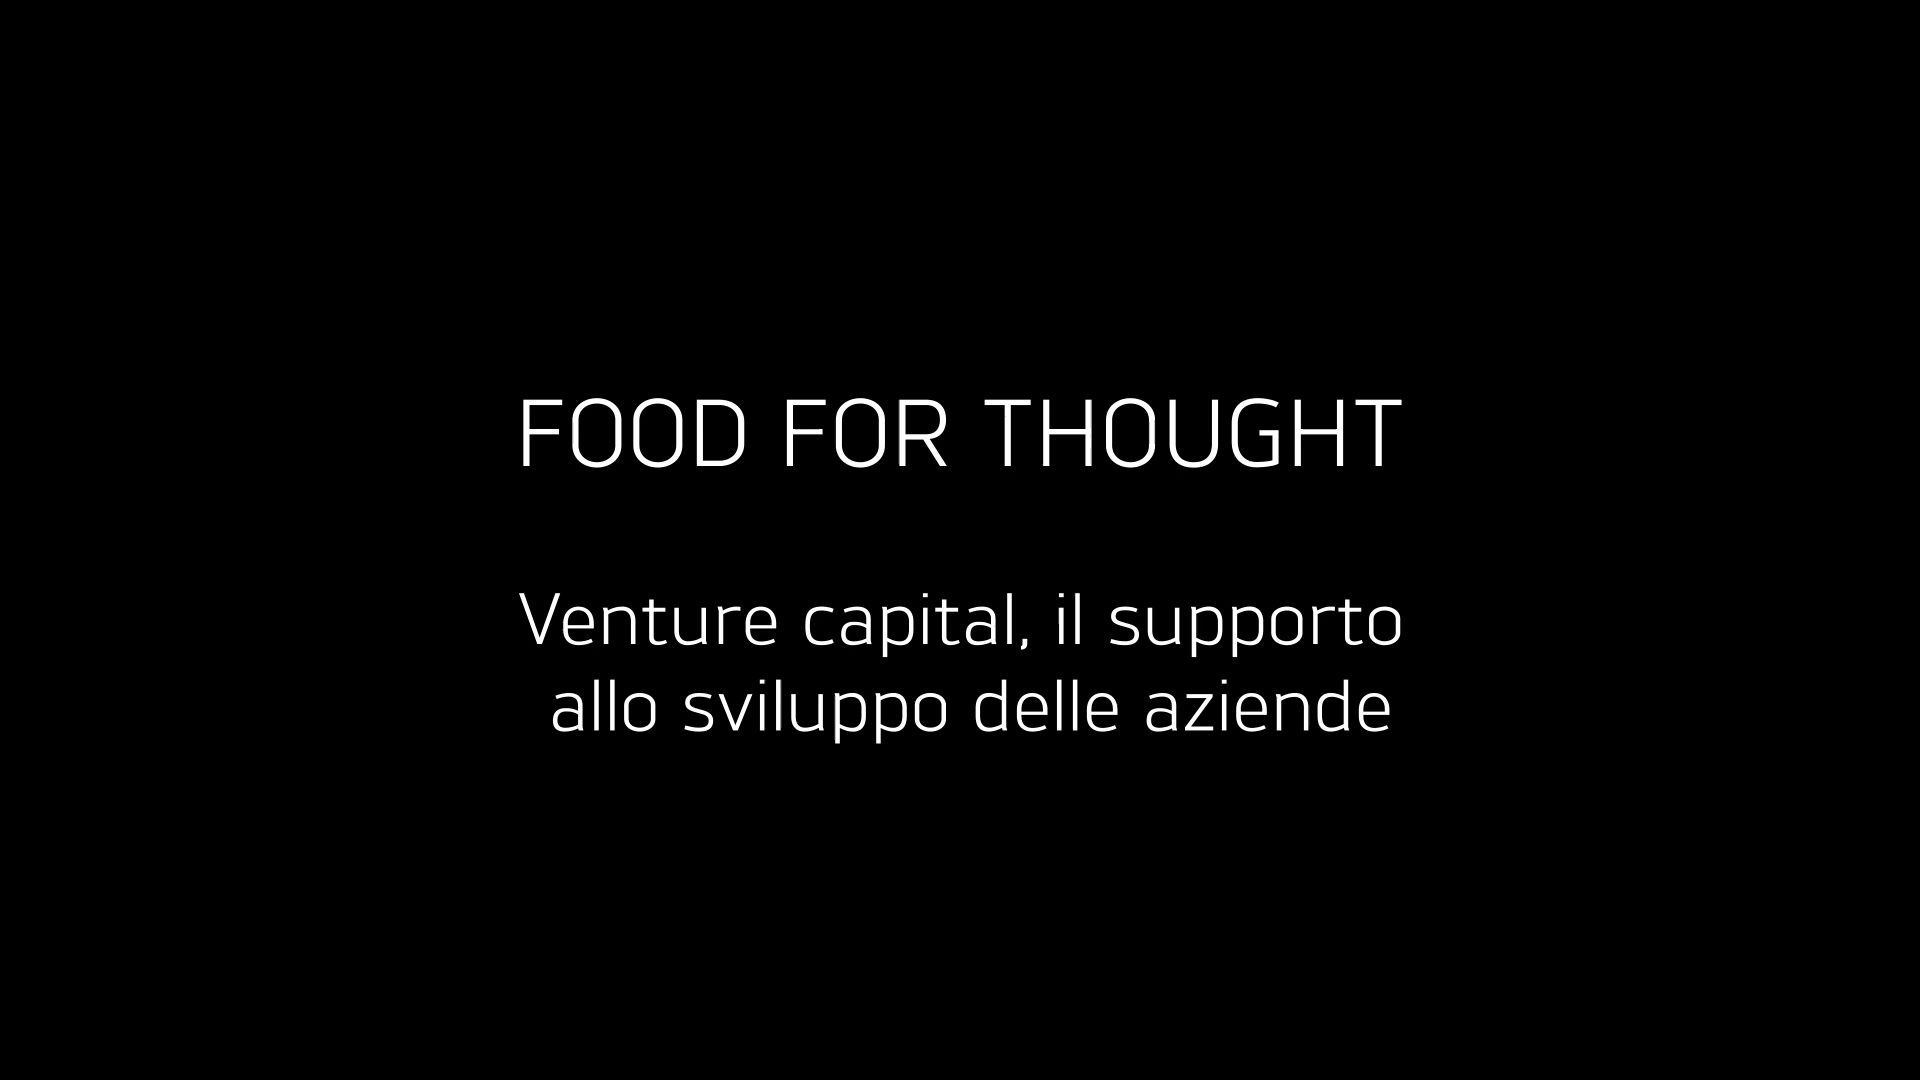 FOOD FOR THOUGHT
Venture capital, il supporto
allo sviluppo delle aziende